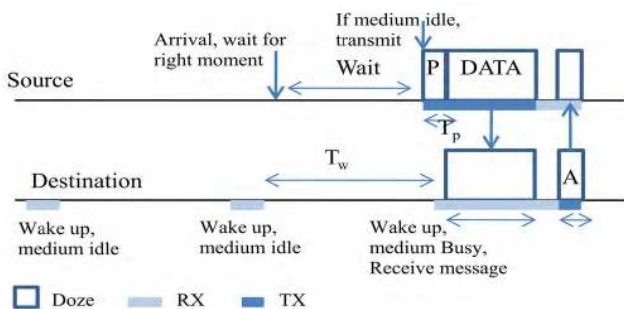 If medium idle,
transmit
Arrival, wait for
right moment
Wait
P
DATA
Source
Tp
Tw
Destination
A
Wake up,
medium idle
Wake up,
medium idle
Wake up,
medium Busy,
Receive message
Doze
RX
TX